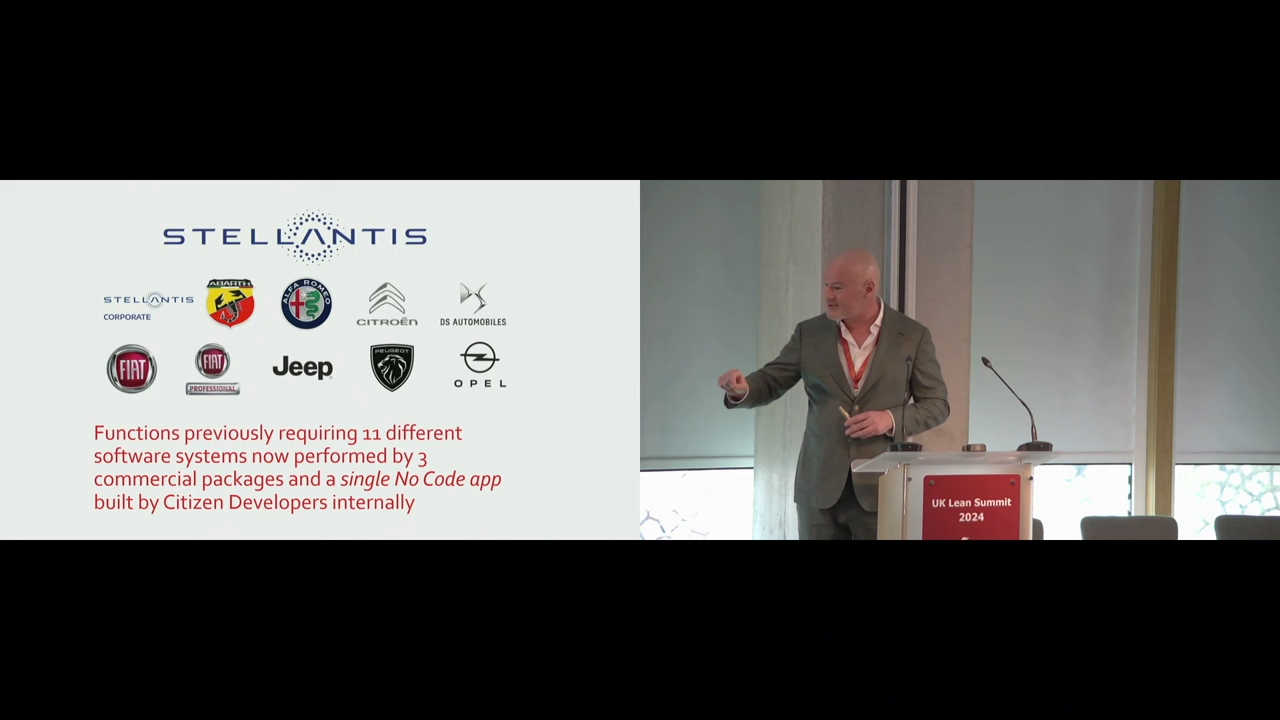 STELLANTIS
STELLANTIS
CORPORATE
ABARTH
ALFA ROMEO
CITROËN
DS AUTOMOBILES
FIAT
FIAT
PROFESSIONAL
Jeep
PEUGEOT
OPEL
Functions previously requiring 11 different
software systems now performed by 3
commercial packages and a single No Code app
built by Citizen Developers internally
UK Lean Summit
2024